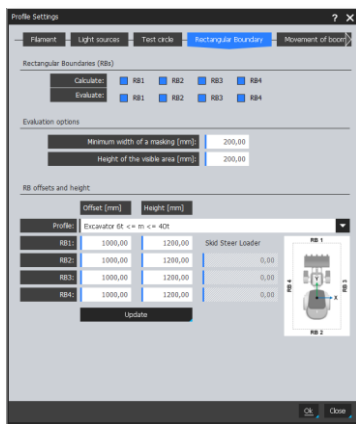 Profile Settings ? ×
Filament Light sources Test circle Rectangular Boundary Movement of boom
Rectangular Boundaries (RBs)
Calculate: RB1 RB2 RB3 RB4
Evaluate: RB1 RB2 RB3 RB4
Evaluation options
Minimum width of a masking [mm]: 200,00
Height of the visible area [mm]: 200,00
RB offsets and height
Offset [mm] Height [mm]
Profile: Excavator 6t <= m <= 40t
RB1: 1000,00 1200,00 Skid Steer Loader
RB2: 1000,00 1200,00 0,00
RB3: 1000,00 1200,00 0,00
RB4: 1000,00 1200,00 0,00
Update
RB 1
RB 4
RB 3
X
RB 2
Ok Close